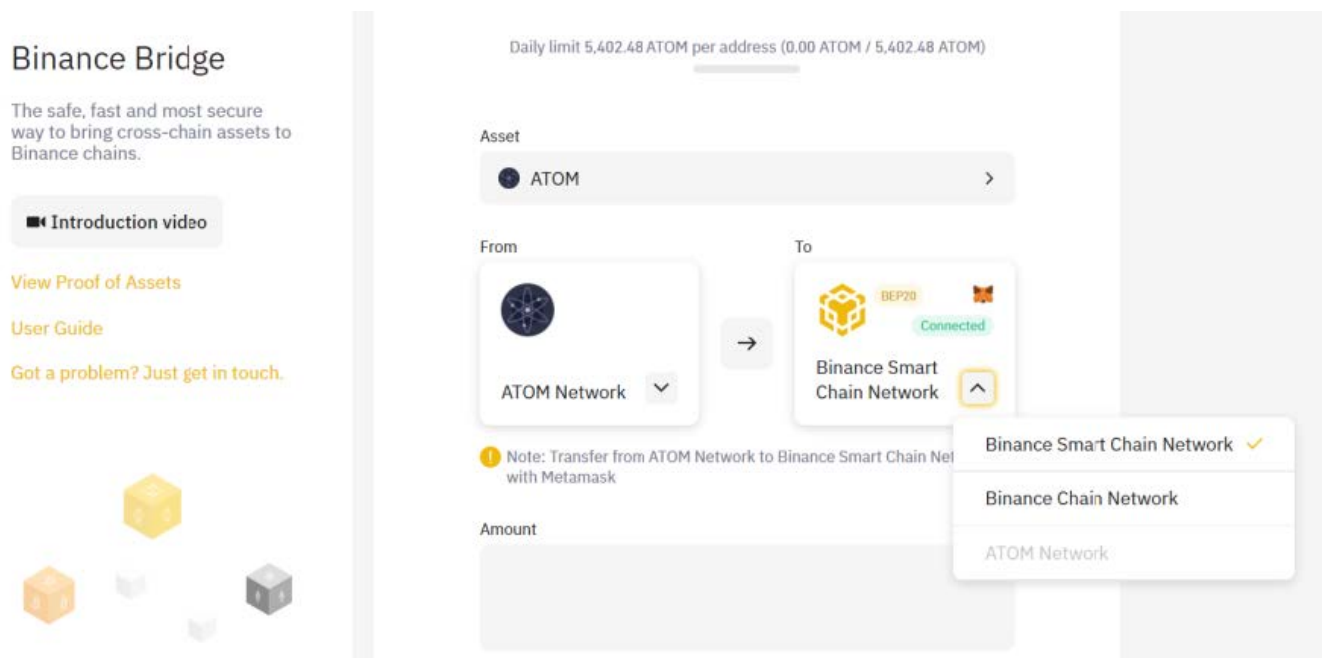 Binance Bridge
The safe, fast and most secure
way to bring cross-chain assets to
Binance chains.
Introduction video
View Proof of Assets
User Guide
Got a problem? Just get in touch.
Daily limit 5,402.48 ATOM per address (0.00 ATOM / 5,402.48 ATOM)
Asset
ATOM
From
To
ATOM Network
BEP20
Connected
Binance Smart
Chain Network
Note: Transfer from ATOM Network to Binance Smart Chain Net
with Metamask
Binance Smart Chain Network
Binance Chain Network
ATOM Network
Amount